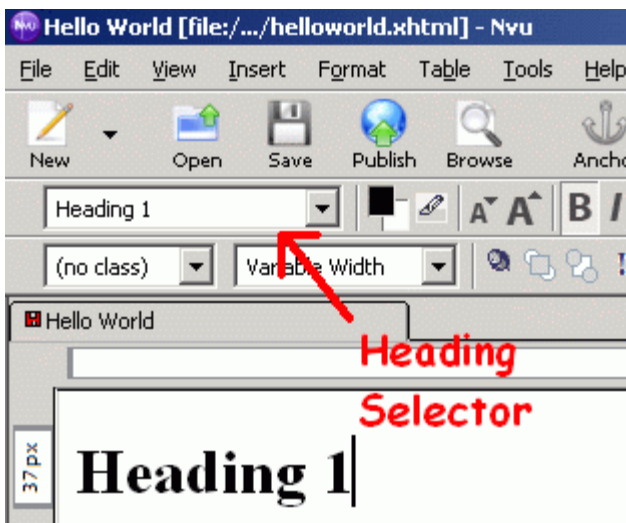 Hello World [file:/.../helloworld.xhtml] - Nvu
File Edit View Insert Format Table Tools Help
New Open Save Publish Browse Ancho
Heading 1
(no class) Variable Width
Hello World
Heading
Selector
37px
Heading 1